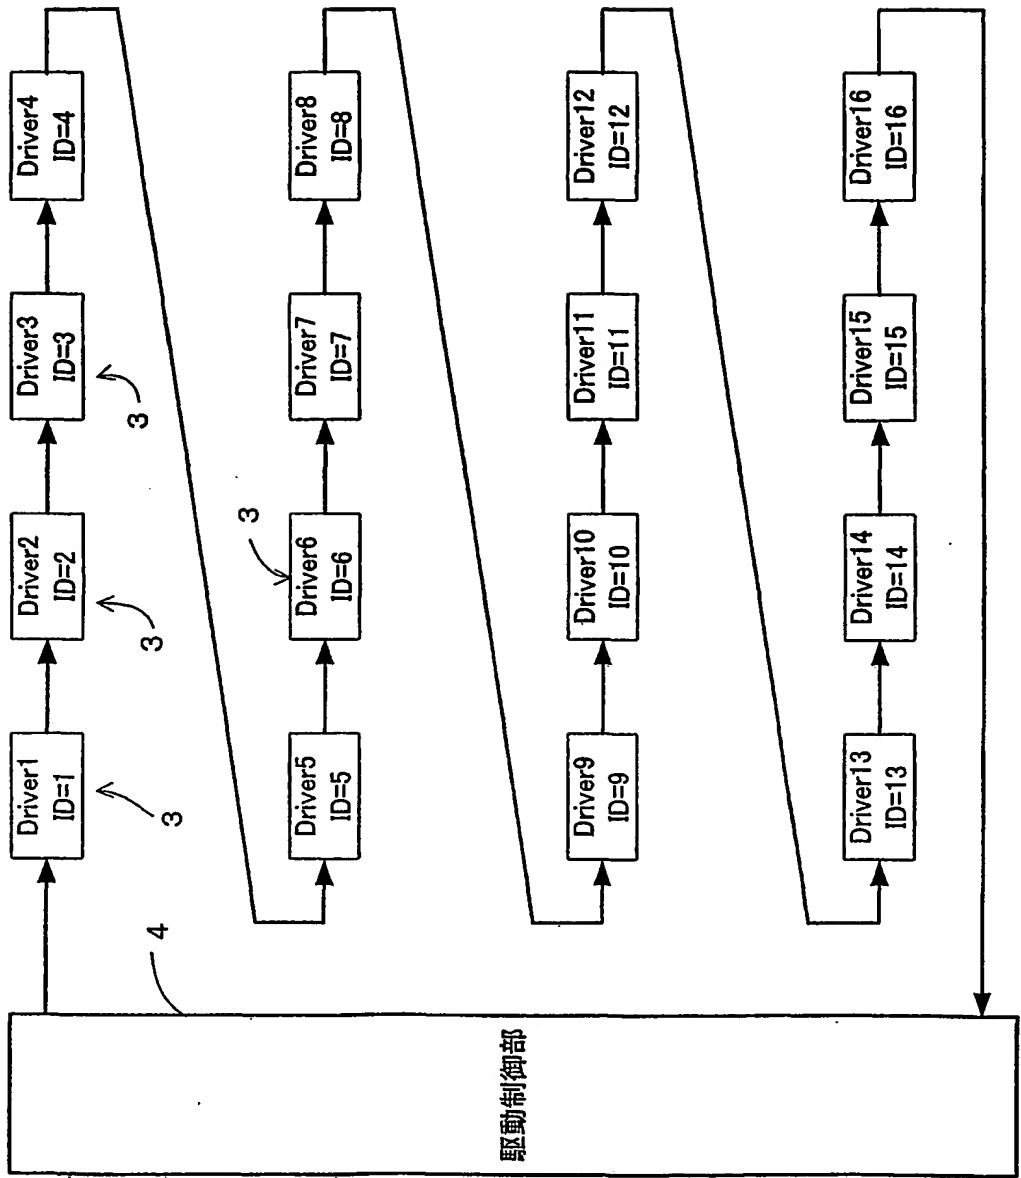 Driver1
ID=1
Driver2
ID=2
Driver3
ID=3
Driver4
ID=4
3
3
3
Driver5
ID=5
Driver6
ID=6
Driver7
ID=7
Driver8
ID=8
3
Driver9
ID=9
Driver10
ID=10
Driver11
ID=11
Driver12
ID=12
Driver13
ID=13
Driver14
ID=14
Driver15
ID=15
Driver16
ID=16
4
駆動制御部